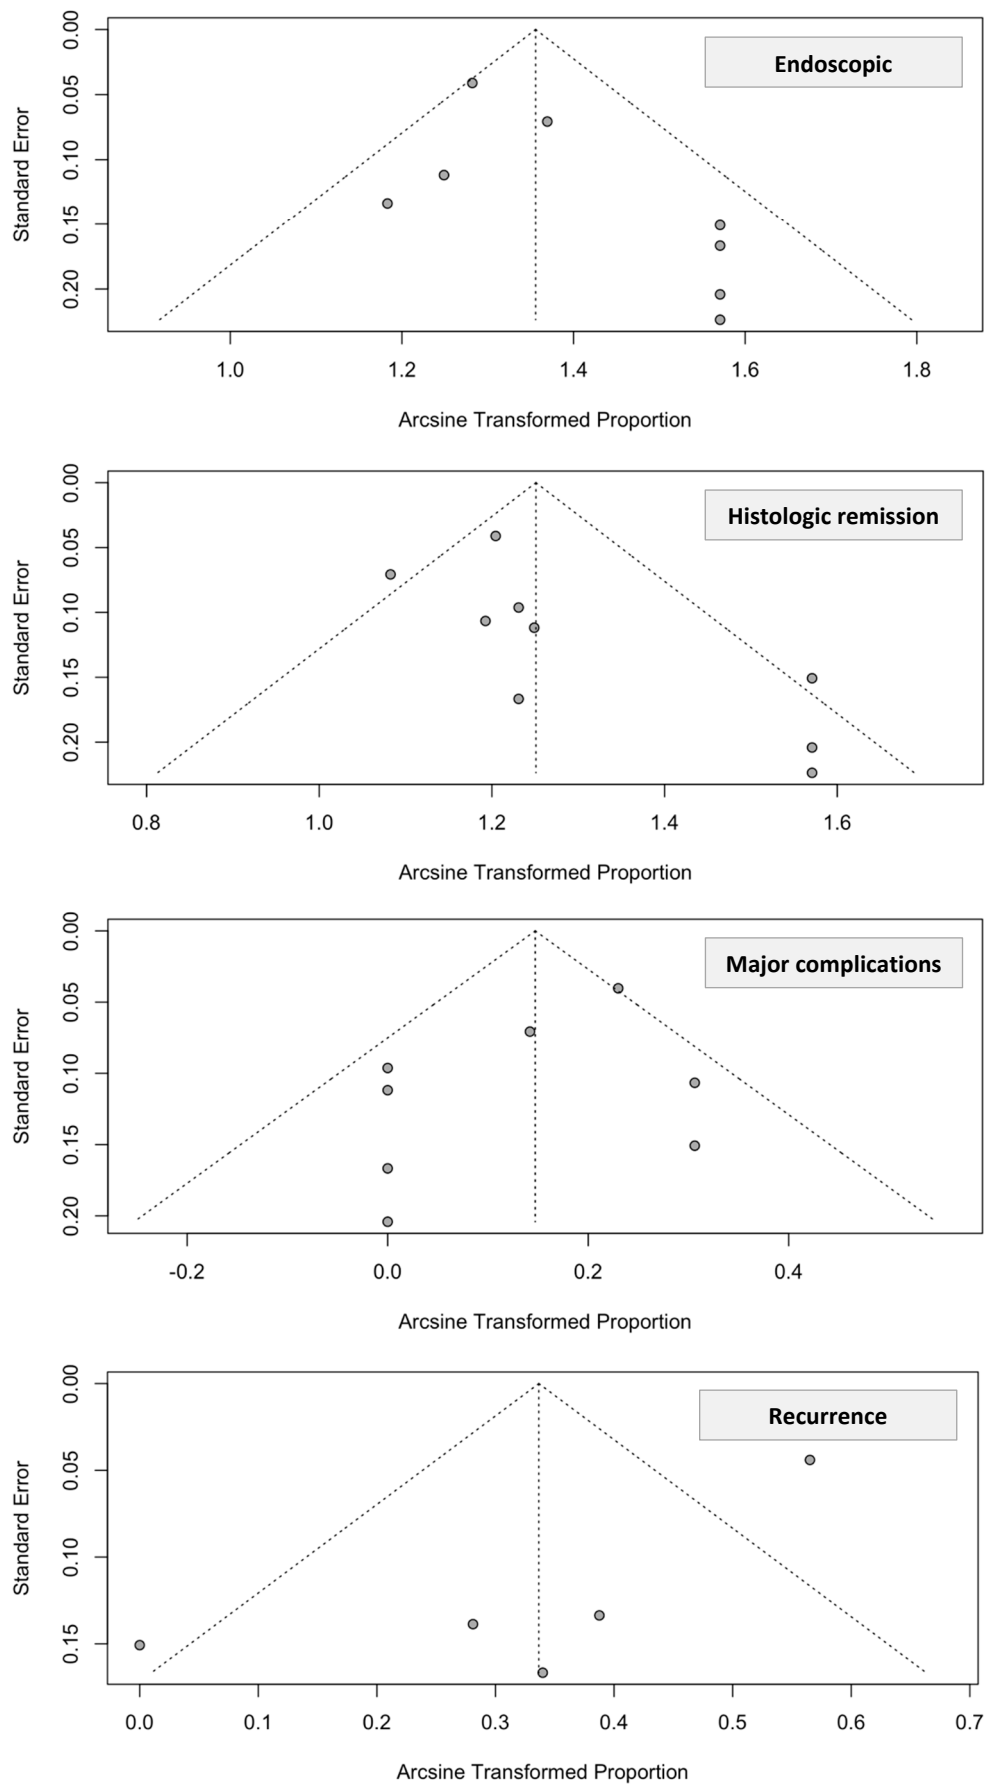 Endoscopic
Standard Error
0.00
0.05
0.10
0.15
0.20
1.0 1.2 1.4 1.6 1.8
Arcsine Transformed Proportion
Histologic remission
Standard Error
0.00
0.05
0.10
0.15
0.20
0.8 1.0 1.2 1.4 1.6
Arcsine Transformed Proportion
Major complications
Standard Error
0.00
0.05
0.10
0.15
0.20
-0.2 0.0 0.2 0.4
Arcsine Transformed Proportion
Recurrence
Standard Error
0.00
0.05
0.10
0.15
0.0 0.1 0.2 0.3 0.4 0.5 0.6 0.7
Arcsine Transformed Proportion